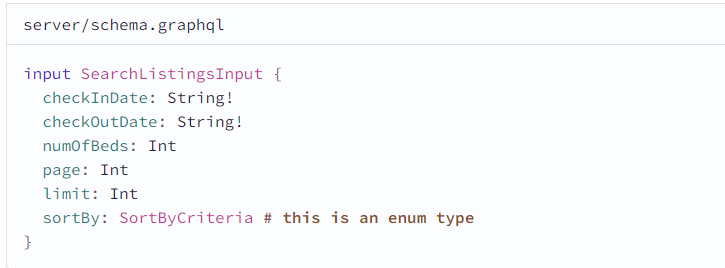 server/schema.graphql
input SearchListingsInput {
checkInDate: String!
checkOutDate: String!
numOfBeds: Int
page: Int
limit: Int
sortBy: SortByCriteria # this is an enum type
}